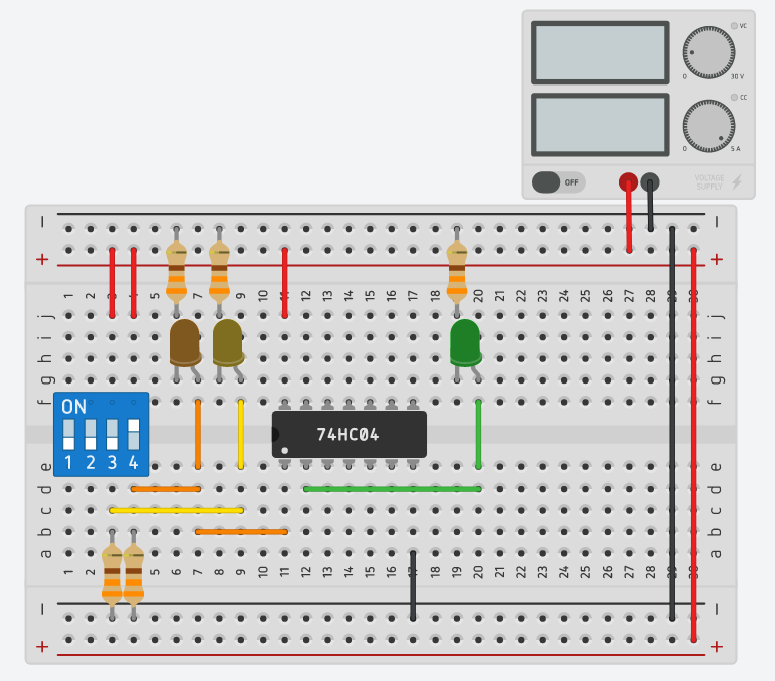 VC
0 30 V
CC
0 5 A
OFF
VOLTAGE
SUPPLY
− −
+ +
1 2 3 4 5 6 7 8 9 10 11 12 13 14 15 16 17 18 19 20 21 22 23 24 25 26 27 28 29 30
j j
i i
h h
g g
f f
ON
1 2 3 4
74HC04
e e
d d
c c
b b
a a
1 2 3 4 5 6 7 8 9 10 11 12 13 14 15 16 17 18 19 20 21 22 23 24 25 26 27 28 29 30
− −
+ +